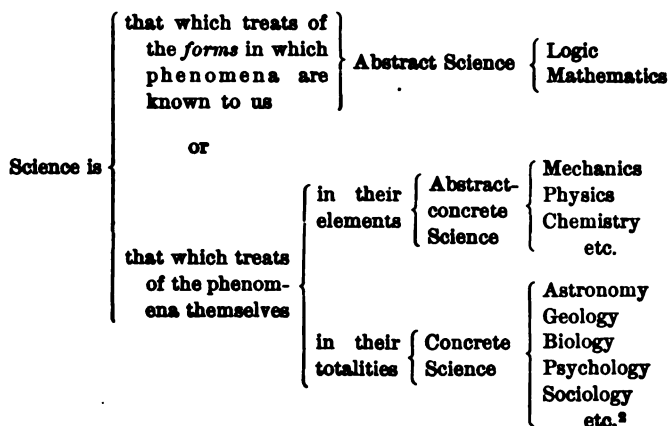 that which treats of
the forms in which
phenomena are
known to us
Abstract Science
Logic
Mathematics
Science is
or
that which treats
of the phenom-
ena themselves
in their
elements
Abstract-
concrete
Science
Mechanics
Physics
Chemistry
etc.
in their
totalities
Concrete
Science
Astronomy
Geology
Biology
Psychology
Sociology
etc.²